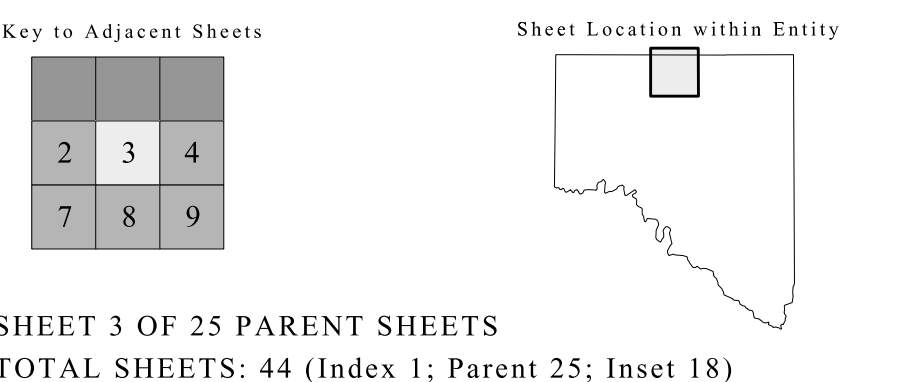 Key to Adjacent Sheets
Sheet Location within Entity
2 3 4
7 8 9
SHEET 3 OF 25 PARENT SHEETS
TOTAL SHEETS: 44 (Index 1; Parent 25; Inset 18)